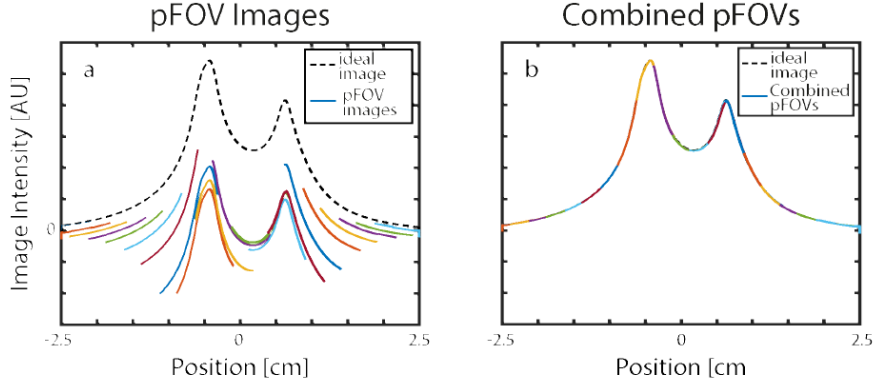 pFOV Images
Combined pFOVs
a
ideal
image
pFOV
images
b
ideal
image
Combined
pFOVs
Image Intensity [AU]
0
-2.5
0
2.5
-2.5
0
2.5
Position [cm]
Position [cm